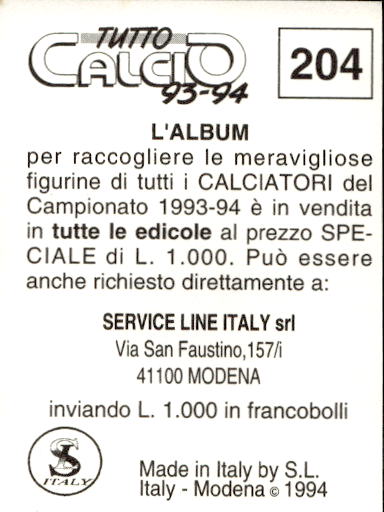 TUTTO
CALCIO
93-94
204
L'ALBUM
per raccogliere le meravigliose
figurine di tutti i CALCIATORI del
Campionato 1993-94 è in vendita
in tutte le edicole al prezzo SPE-
CIALE di L. 1.000. Può essere
anche richiesto direttamente a:
SERVICE LINE ITALY srl
Via San Faustino,157/i
41100 MODENA
inviando L. 1.000 in francobolli
SL
ITALY
Made in Italy by S.L.
Italy - Modena © 1994